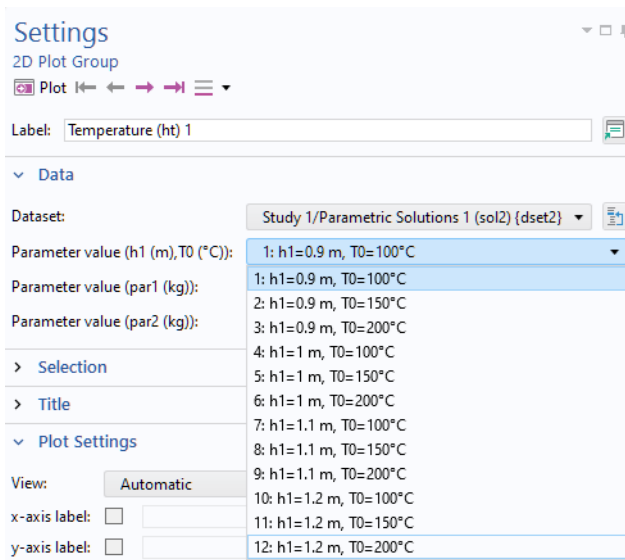 Settings
2D Plot Group
Plot
Label: Temperature (ht) 1
Data
Dataset: Study 1/Parametric Solutions 1 (sol2) {dset2}
Parameter value (h1 (m),T0 (°C)): 1: h1=0.9 m, T0=100°C
Parameter value (par1 (kg)):
Parameter value (par2 (kg)):
1: h1=0.9 m, T0=100°C
2: h1=0.9 m, T0=150°C
3: h1=0.9 m, T0=200°C
4: h1=1 m, T0=100°C
5: h1=1 m, T0=150°C
6: h1=1 m, T0=200°C
7: h1=1.1 m, T0=100°C
8: h1=1.1 m, T0=150°C
9: h1=1.1 m, T0=200°C
10: h1=1.2 m, T0=100°C
11: h1=1.2 m, T0=150°C
12: h1=1.2 m, T0=200°C
Selection
Title
Plot Settings
View: Automatic
x-axis label:
y-axis label: